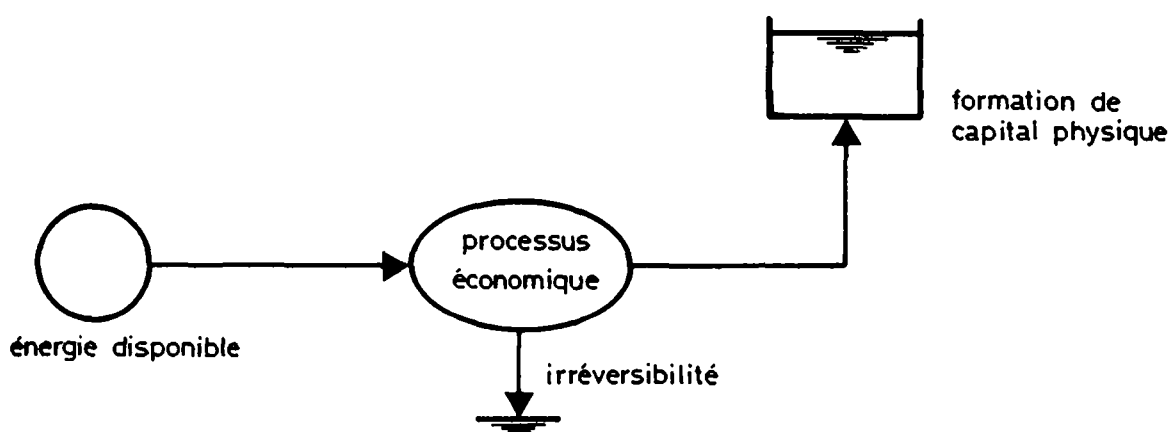 formation de
capital physique
processus
économique
énergie disponible
irréversibilité